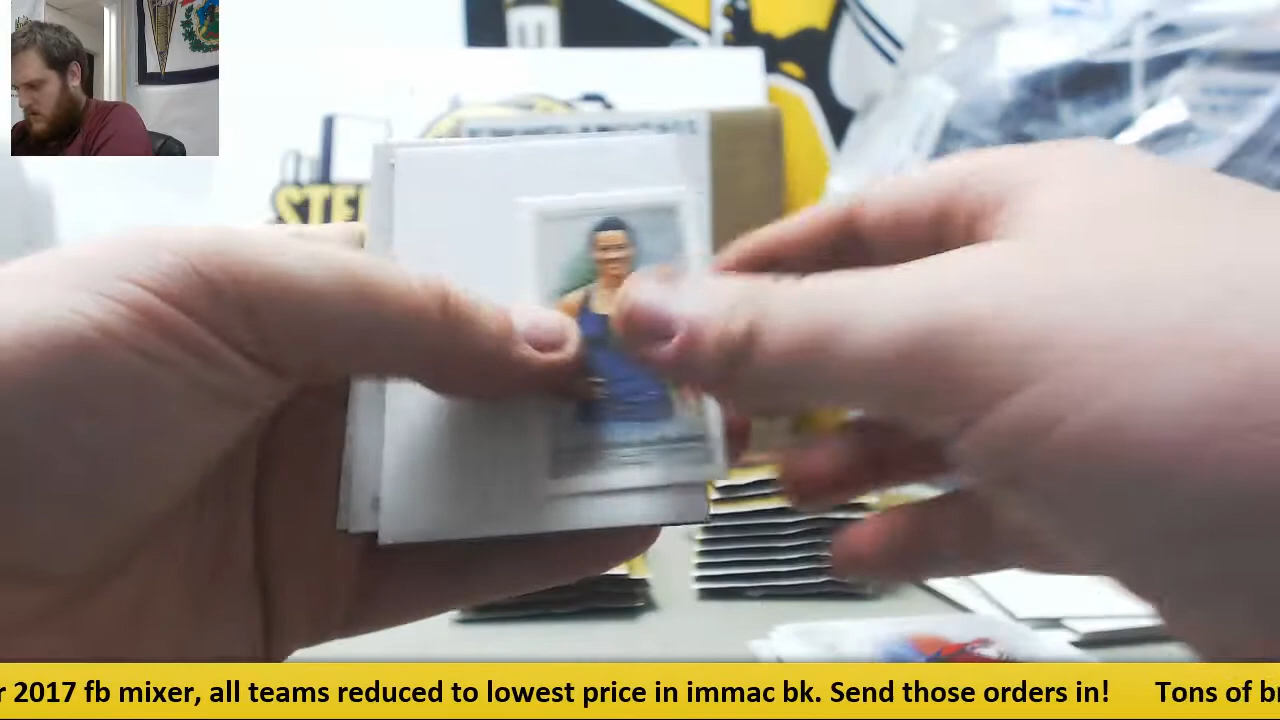 STE
r 2017 fb mixer, all teams reduced to lowest price in immac bk. Send those orders in! Tons of br